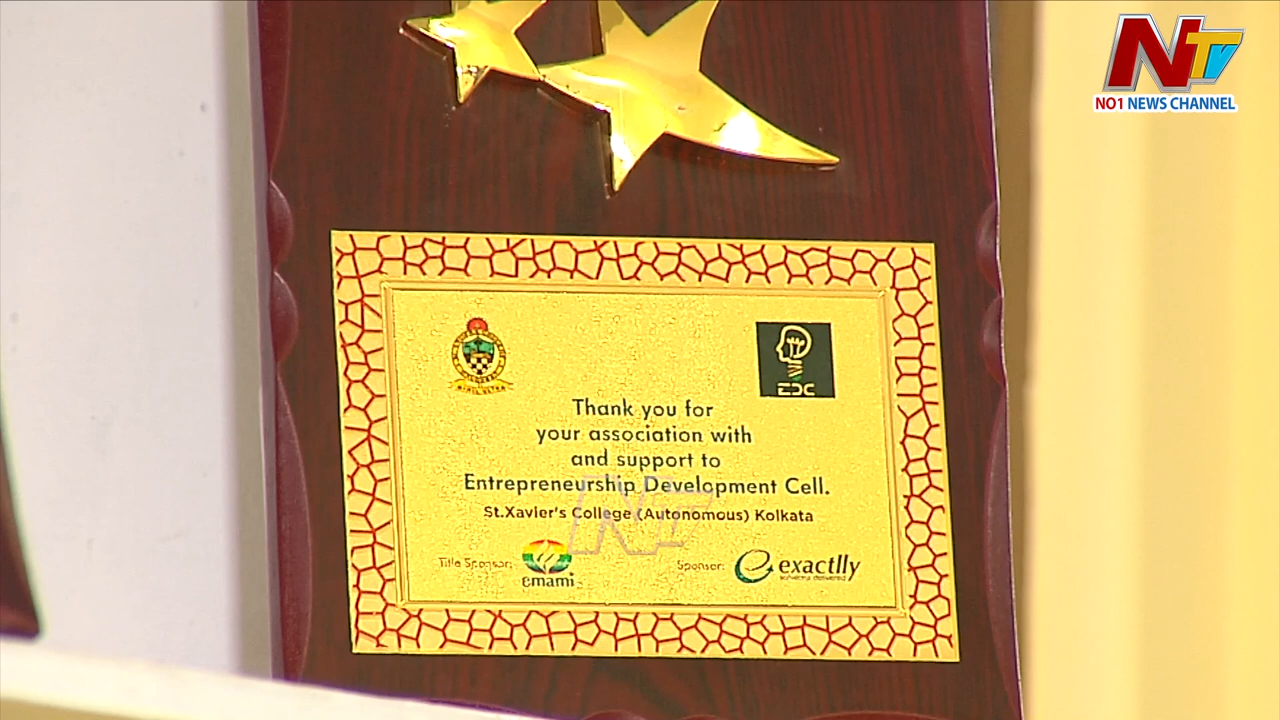 NTV
NO1 NEWS CHANNEL
EDC
Thank you for
your association with
and support to
Entrepreneurship Development Cell.
St.Xavier's College (Autonomous) Kolkata
Title Sponsor:
emami
Sponsor:
exactlly